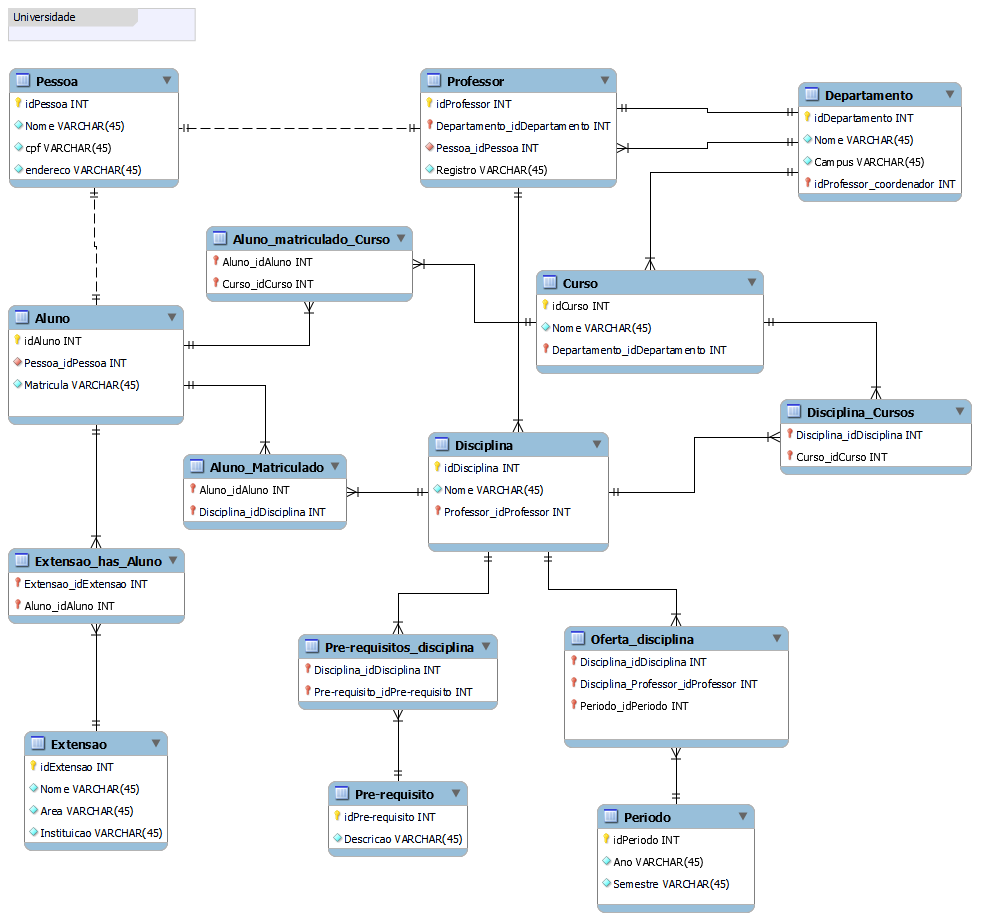 Universidade
Pessoa
idPessoa INT
Nome VARCHAR(45)
cpf VARCHAR(45)
endereco VARCHAR(45)
Professor
idProfessor INT
Departamento_idDepartamento INT
Pessoa_idPessoa INT
Registro VARCHAR(45)
Departamento
idDepartamento INT
Nome VARCHAR(45)
Campus VARCHAR(45)
idProfessor_coordenador INT
Aluno_matriculado_Curso
Aluno_idAluno INT
Curso_idCurso INT
Curso
idCurso INT
Nome VARCHAR(45)
Departamento_idDepartamento INT
Aluno
idAluno INT
Pessoa_idPessoa INT
Matricula VARCHAR(45)
Disciplina_Cursos
Disciplina_idDisciplina INT
Curso_idCurso INT
Disciplina
idDisciplina INT
Nome VARCHAR(45)
Professor_idProfessor INT
Aluno_Matriculado
Aluno_idAluno INT
Disciplina_idDisciplina INT
Extensao_has_Aluno
Extensao_idExtensao INT
Aluno_idAluno INT
Pre-requisitos_disciplina
Disciplina_idDisciplina INT
Pre-requisito_idPre-requisito INT
Oferta_disciplina
Disciplina_idDisciplina INT
Disciplina_Professor_idProfessor INT
Periodo_idPeriodo INT
Extensao
idExtensao INT
Nome VARCHAR(45)
Area VARCHAR(45)
Instituicao VARCHAR(45)
Pre-requisito
idPre-requisito INT
Descricao VARCHAR(45)
Periodo
idPeriodo INT
Ano VARCHAR(45)
Semestre VARCHAR(45)